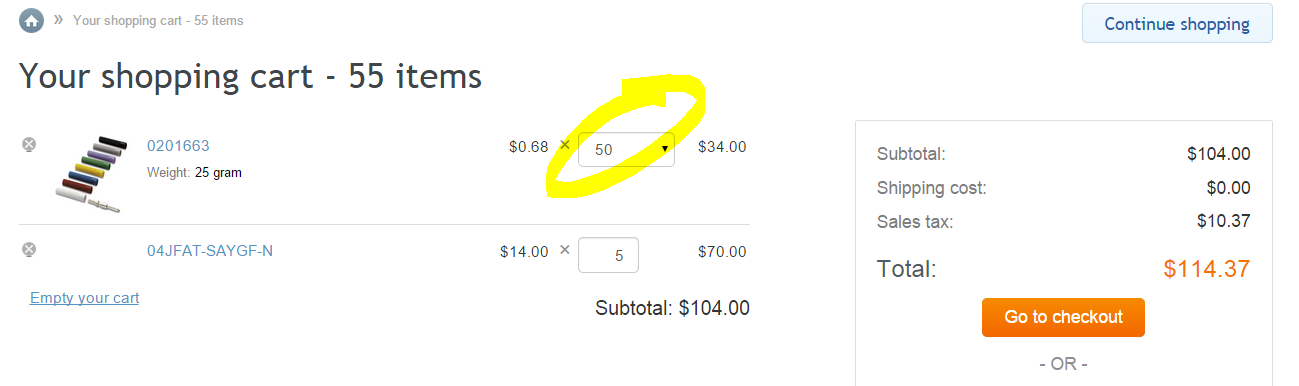 » Your shopping cart - 55 items
Continue shopping
Your shopping cart - 55 items
0201663 $0.68 × 50 $34.00
Weight: 25 gram
04JFAT-SAYGF-N $14.00 × 5 $70.00
Empty your cart
Subtotal: $104.00
Subtotal: $104.00
Shipping cost: $0.00
Sales tax: $10.37
Total: $114.37
Go to checkout
- OR -